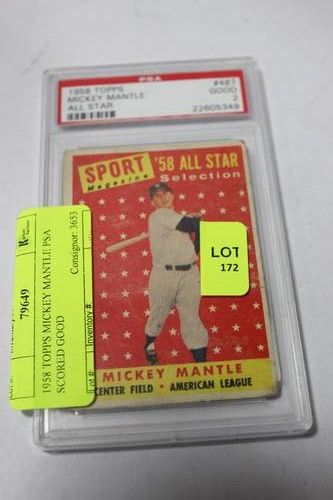 PSA
1958 TOPPS #487
MICKEY MANTLE GOOD
ALL STAR 2
22605349
SPORT '58 ALL STAR
Magazine Selection
LOT
172
MICKEY MANTLE
CENTER FIELD · AMERICAN LEAGUE
Consignor: 3653
79649
Inventory #:
Lot #:
1958 TOPPS MICKEY MANTLE PSA
SCORED GOOD